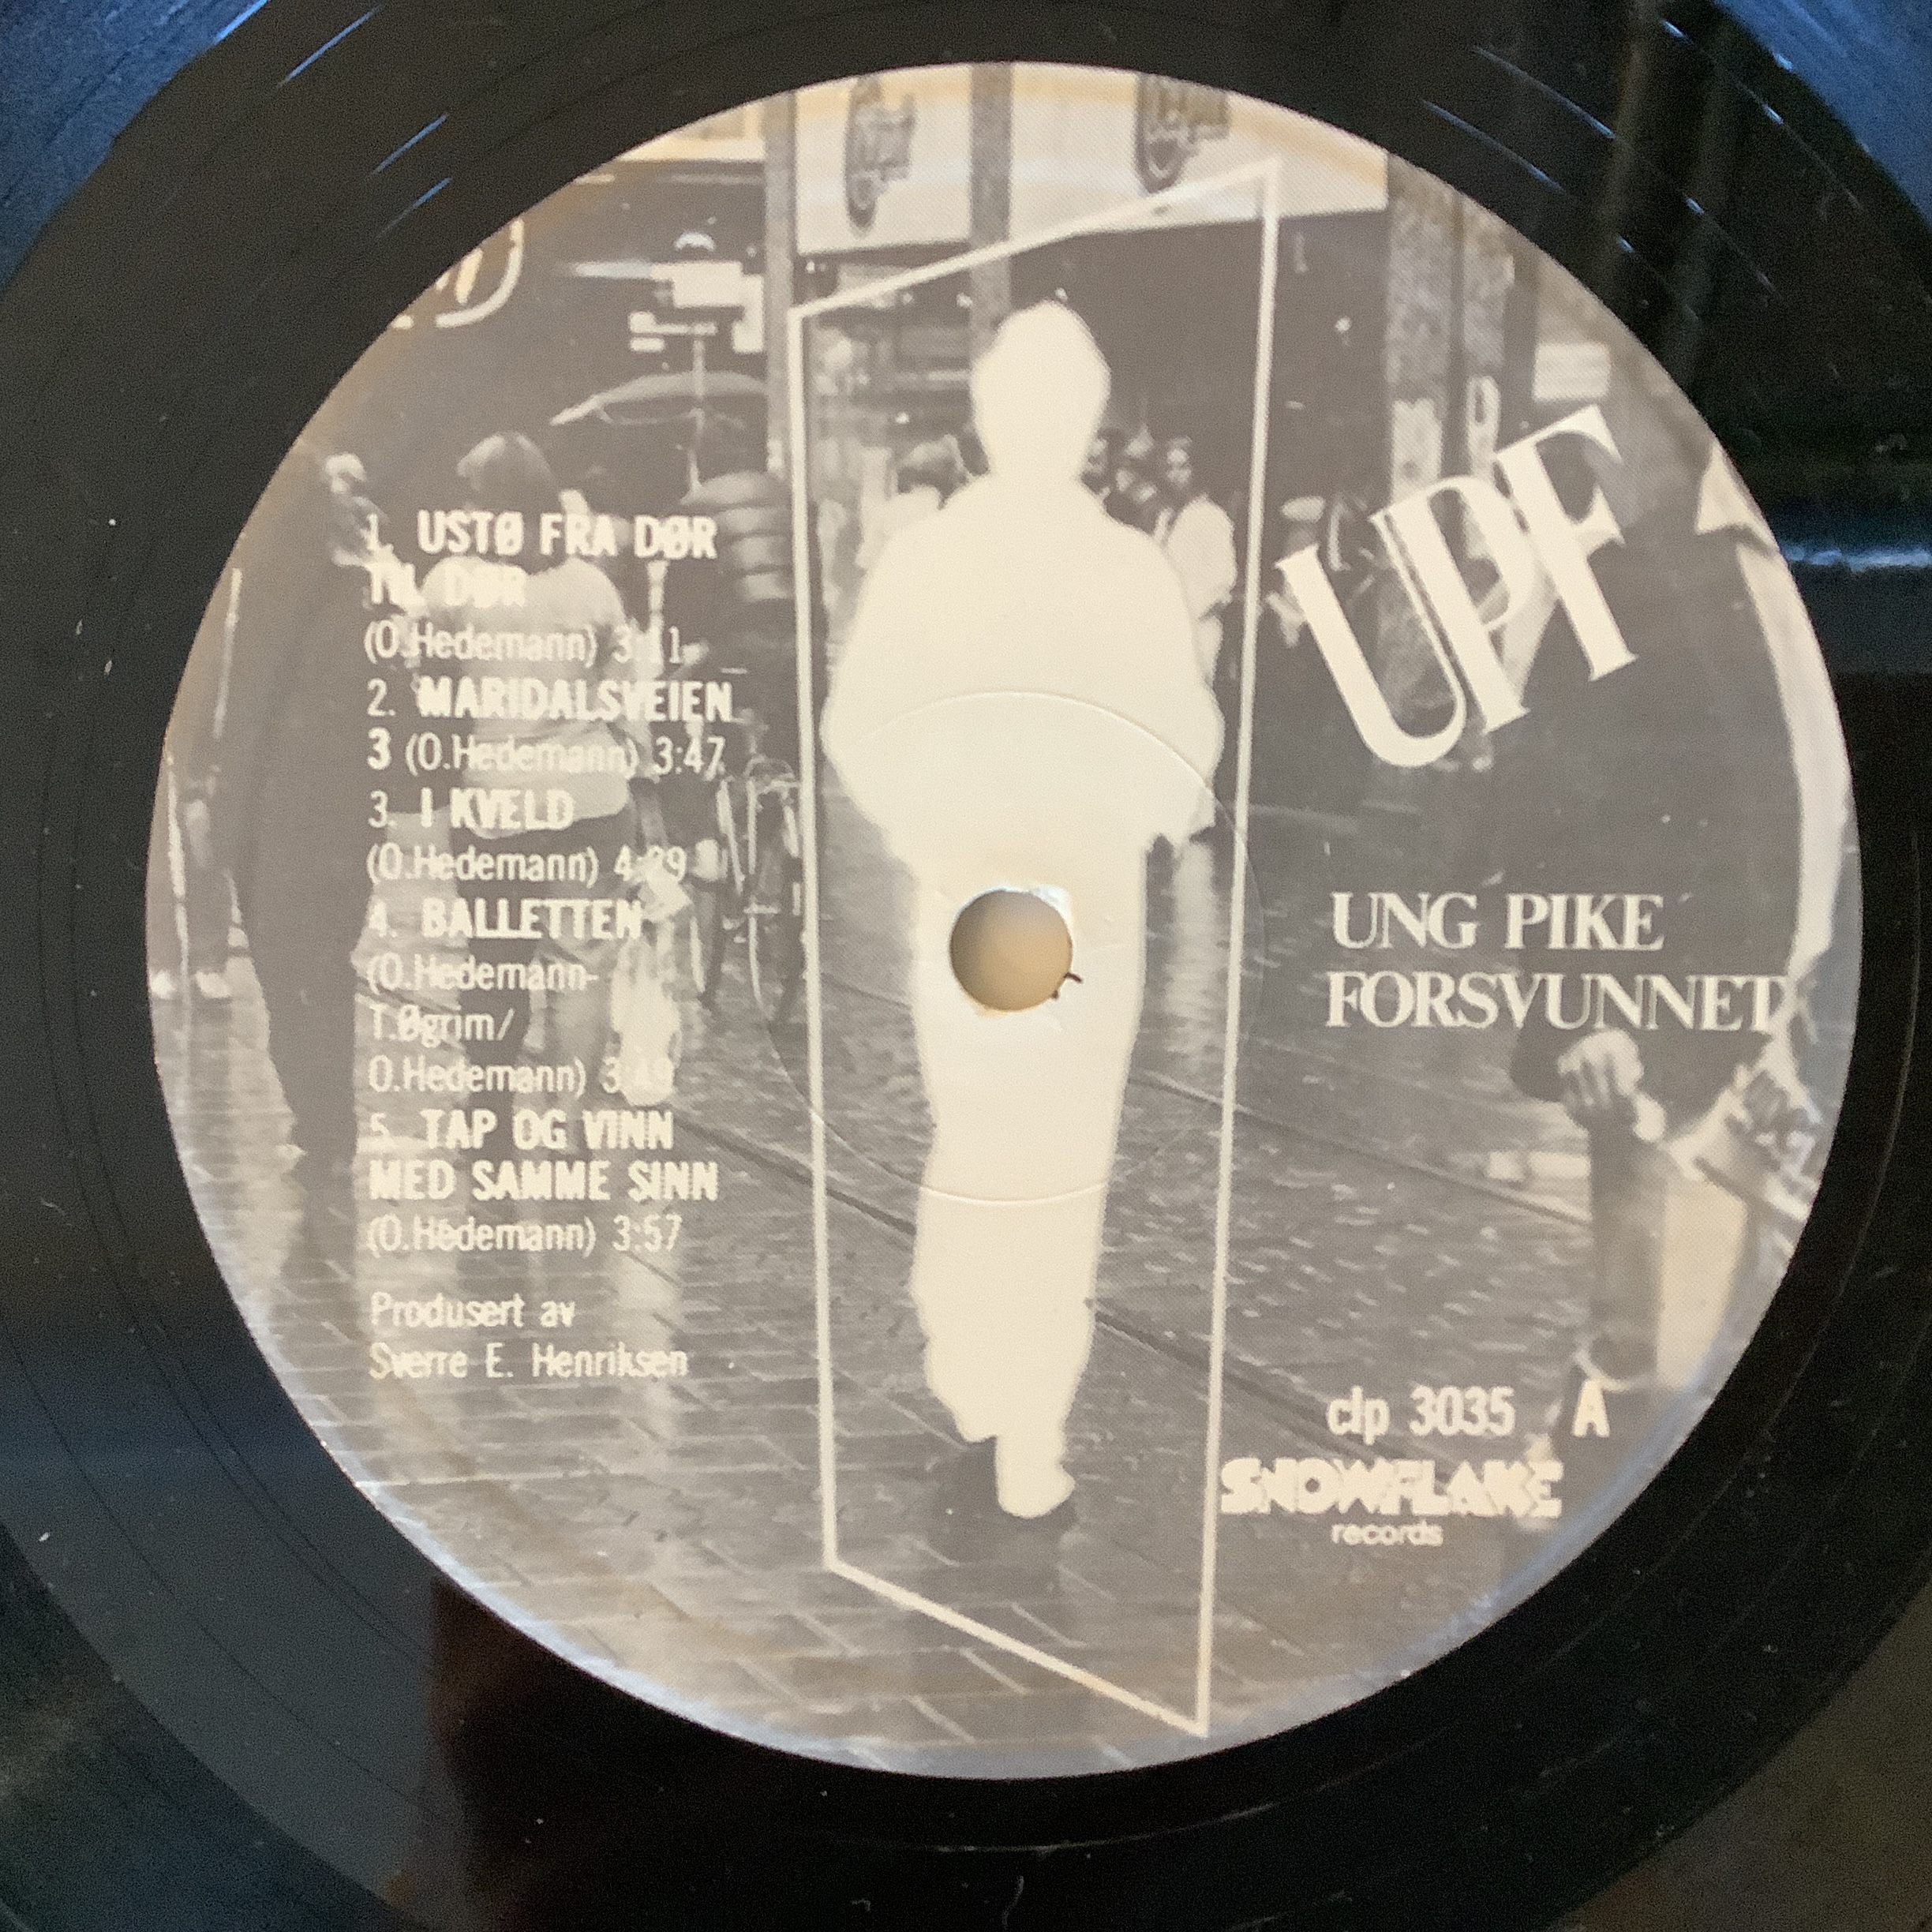 1. USTØ FRA DØR
TIL DØR
(O.Hedemann) 3:11
2. MARIDALSVEIEN
3 (O.Hedemann) 3:47
3. I KVELD
(O.Hedemann) 4:29
4. BALLETTEN
(O.Hedemann-
T.Øgrim/
O.Hedemann) 3:49
5. TAP OG VINN
MED SAMME SINN
(O.Hedemann) 3:57
Produsert av
Sverre E. Henriksen
UPF
UNG PIKE
FORSVUNNET
clp 3035 A
SNOWFLAKE
records